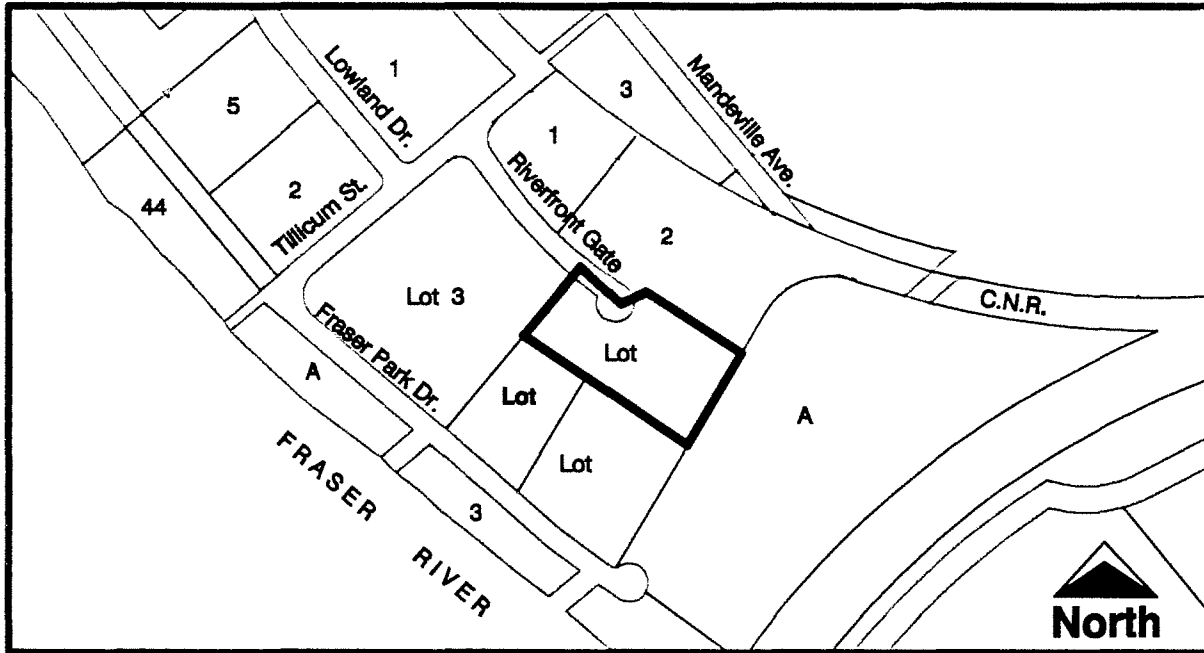 Mandeville Ave.
1
Lowland Dr.
3
5
1
Riverfront Gate
2
44
Tillicum St.
2
Lot 3
C.N.R.
Fraser Park Dr.
Lot
A
Lot
A
Lot
3
FRASER RIVER
North